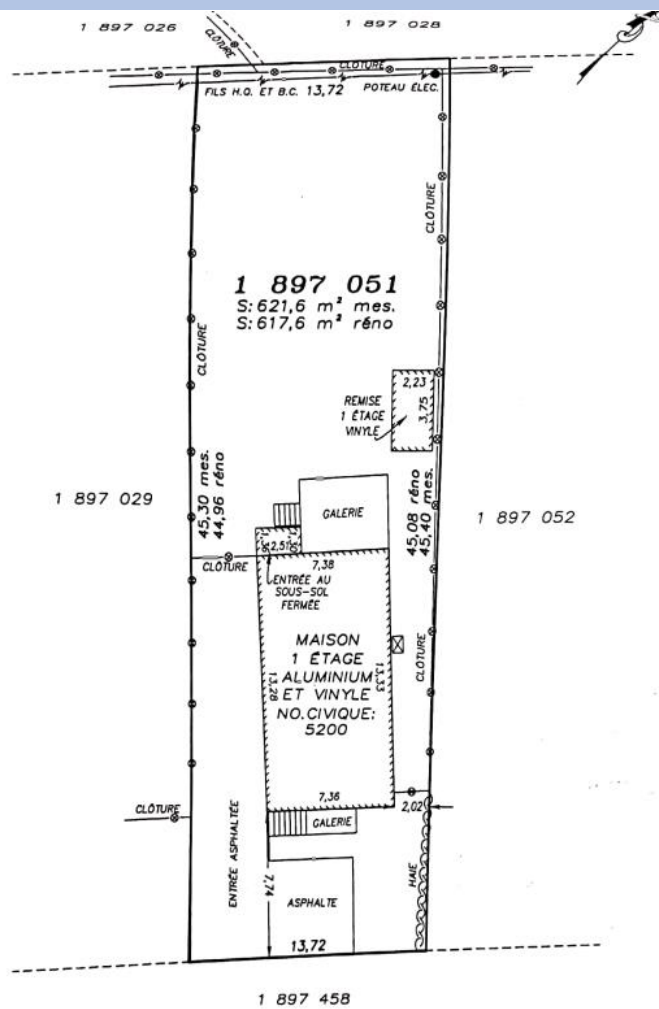 1 897 026
1 897 028
CLÔTURE
CLÔTURE
FILS H.Q. ET B.C. 13,72
POTEAU ÉLEC.
CLÔTURE
1 897 051
S: 621,6 m² mes.
S: 617,6 m² réno
CLÔTURE
2,23
3,75
REMISE
1 ÉTAGE
VINYLE
1 897 029
45,30 mes.
44,96 réno
45,08 réno
45,40 mes.
1 897 052
GALERIE
2,51
CLÔTURE
7,38
ENTRÉE AU
SOUS-SOL
FERMÉE
MAISON
1 ÉTAGE
ALUMINIUM
ET VINYLE
NO.CIVIQUE:
5200
13,28
13,33
CLÔTURE
7,36
2,02
CLÔTURE
GALERIE
ENTRÉE ASPHALTÉE
7,74
ASPHALTE
HAIE
13,72
1 897 458